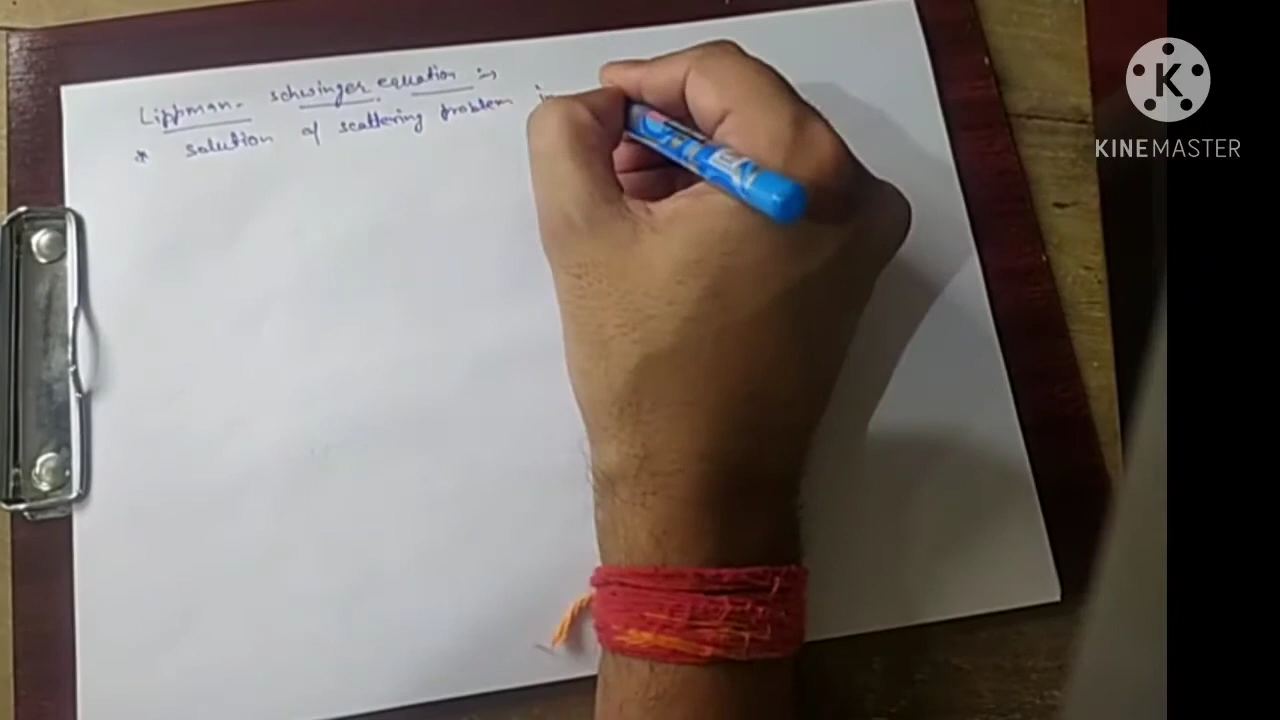 Lippman- schwinger equation :-
* solution of scattering problem in
K
KINEMASTER